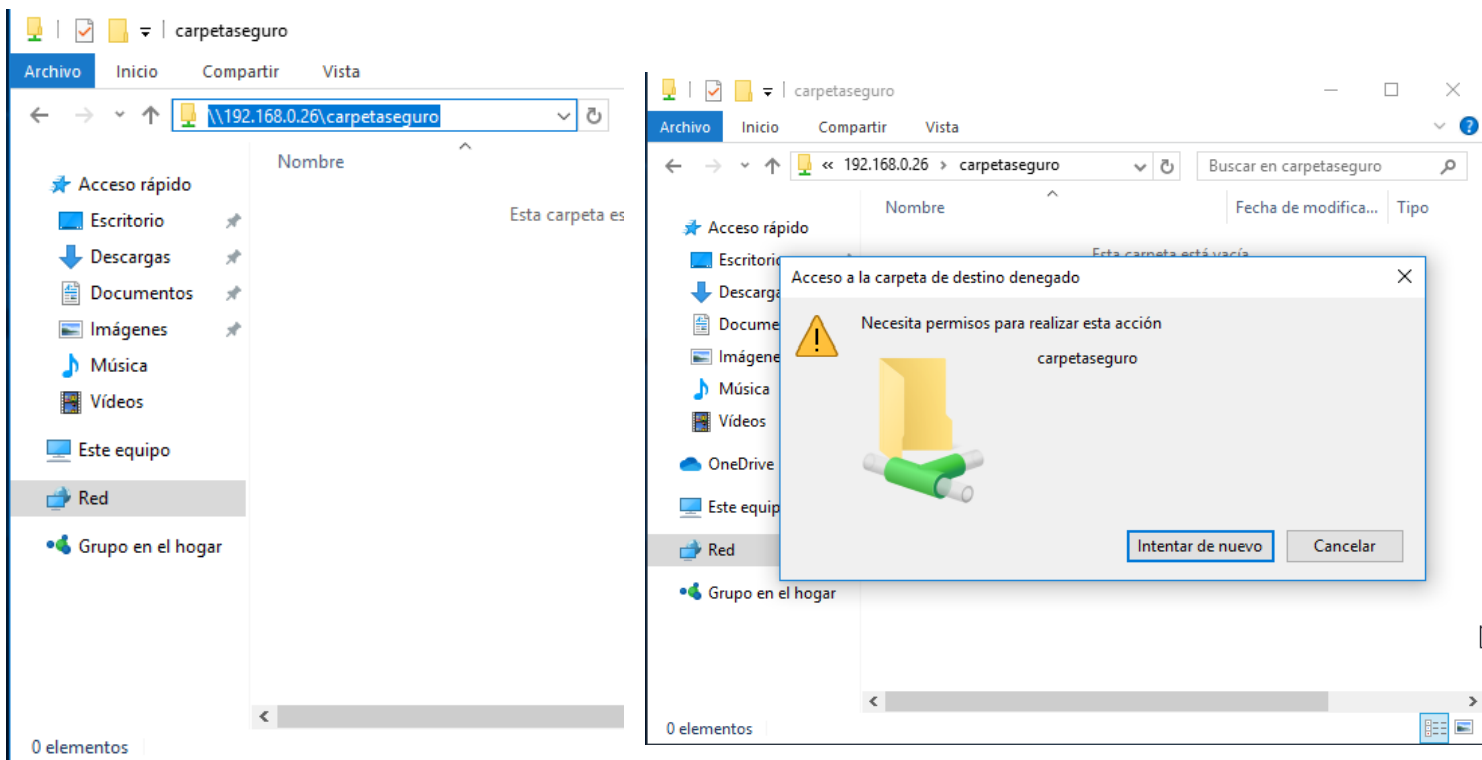 carpetaseguro
Archivo Inicio Compartir Vista
\\192.168.0.26\carpetaseguro
Nombre
Acceso rápido
Esta carpeta es
Escritorio
Descargas
Documentos
Imágenes
Música
Vídeos
Este equipo
Red
Grupo en el hogar
0 elementos
carpetaseguro
Archivo Inicio Compartir Vista
« 192.168.0.26 › carpetaseguro
Buscar en carpetaseguro
Nombre Fecha de modifica... Tipo
Acceso rápido
Esta carpeta está vacía.
Escritorio
Descarga
Docume
Imágene
Música
Vídeos
OneDrive
Este equip
Red
Grupo en el hogar
0 elementos
Acceso a la carpeta de destino denegado
Necesita permisos para realizar esta acción
carpetaseguro
Intentar de nuevo Cancelar